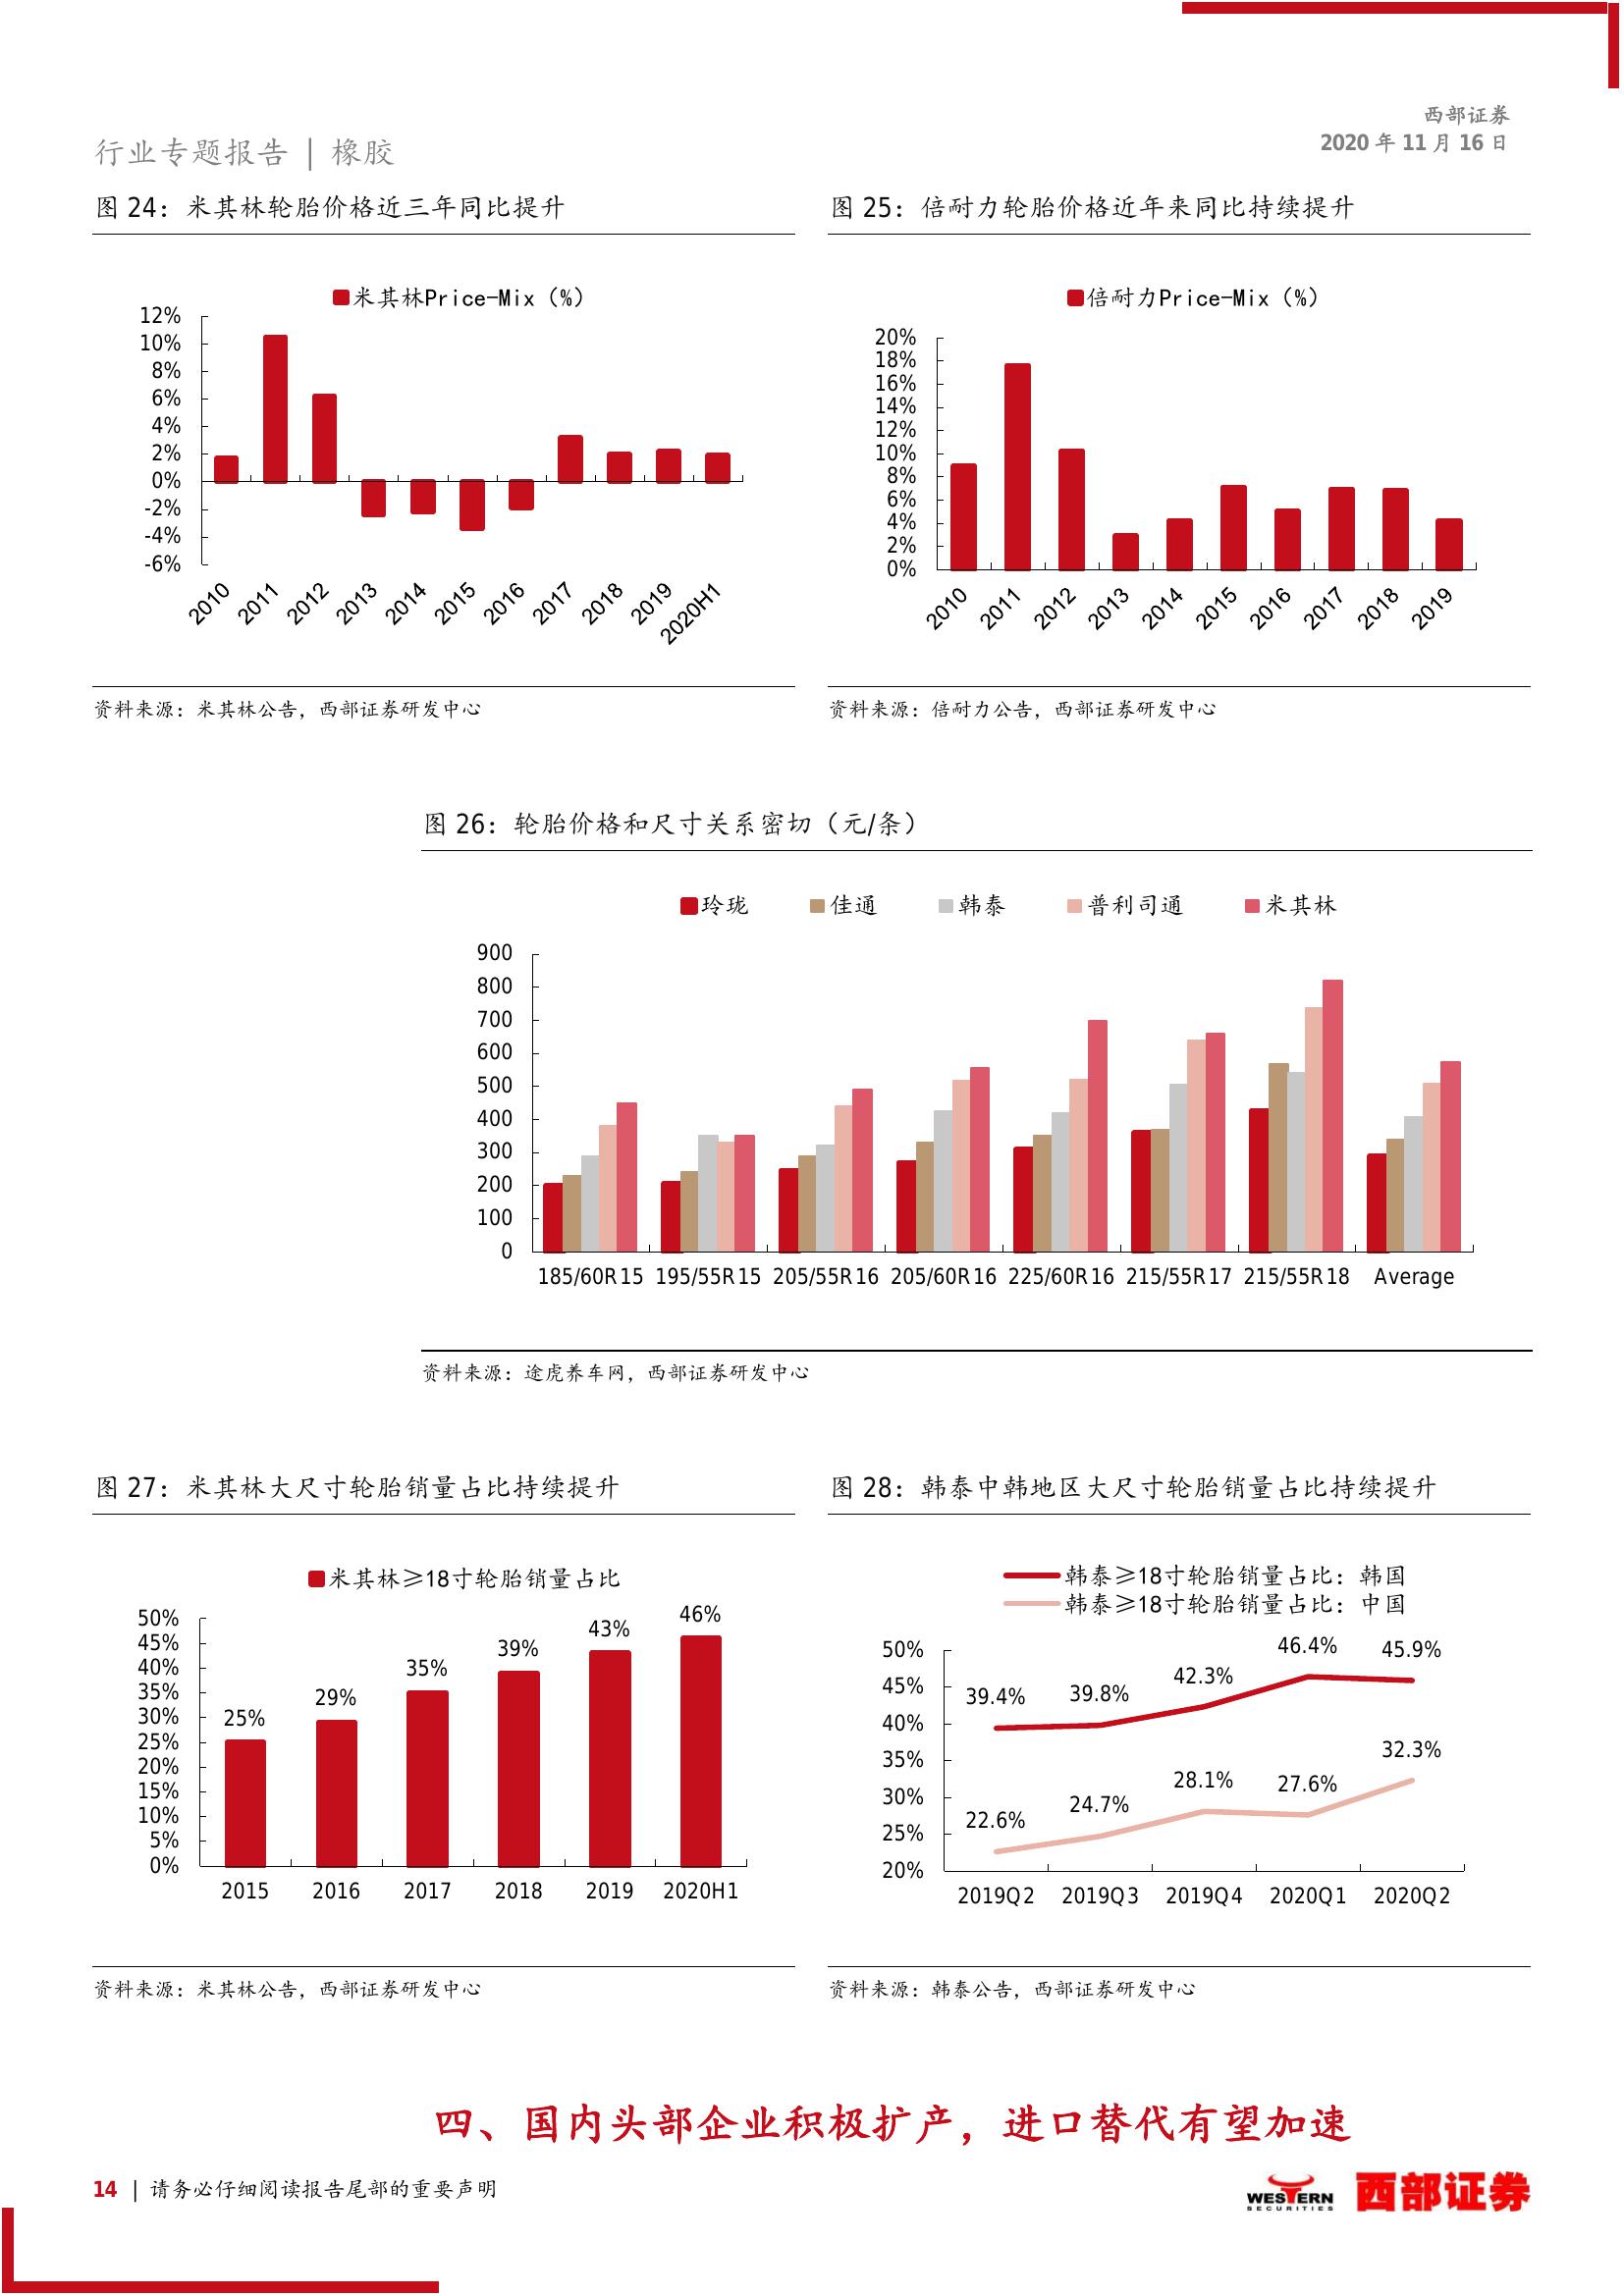 西部证券
2020 年 11 月 16 日
行业专题报告 | 橡胶
图 24：米其林轮胎价格近三年同比提升
米其林Price-Mix（%）
12%
10%
8%
6%
4%
2%
0%
-2%
-4%
-6%
2010 2011 2012 2013 2014 2015 2016 2017 2018 2019 2020H1
资料来源：米其林公告，西部证券研发中心
图 25：倍耐力轮胎价格近年来同比持续提升
倍耐力Price-Mix（%）
20%
18%
16%
14%
12%
10%
8%
6%
4%
2%
0%
2010 2011 2012 2013 2014 2015 2016 2017 2018 2019
资料来源：倍耐力公告，西部证券研发中心
图 26：轮胎价格和尺寸关系密切（元/条）
玲珑 佳通 韩泰 普利司通 米其林
900
800
700
600
500
400
300
200
100
0
185/60R15 195/55R15 205/55R16 205/60R16 225/60R16 215/55R17 215/55R18 Average
资料来源：途虎养车网，西部证券研发中心
图 27：米其林大尺寸轮胎销量占比持续提升
米其林≥18寸轮胎销量占比
50%
45%
40%
35%
30%
25%
20%
15%
10%
5%
0%
25% 29% 35% 39% 43% 46%
2015 2016 2017 2018 2019 2020H1
资料来源：米其林公告，西部证券研发中心
图 28：韩泰中韩地区大尺寸轮胎销量占比持续提升
韩泰≥18寸轮胎销量占比：韩国
韩泰≥18寸轮胎销量占比：中国
50%
45%
40%
35%
30%
25%
20%
39.4% 39.8% 42.3% 46.4% 45.9%
22.6% 24.7% 28.1% 27.6% 32.3%
2019Q2 2019Q3 2019Q4 2020Q1 2020Q2
资料来源：韩泰公告，西部证券研发中心
四、国内头部企业积极扩产，进口替代有望加速
14 | 请务必仔细阅读报告尾部的重要声明
WESTERN
SECURITIES
西部证券